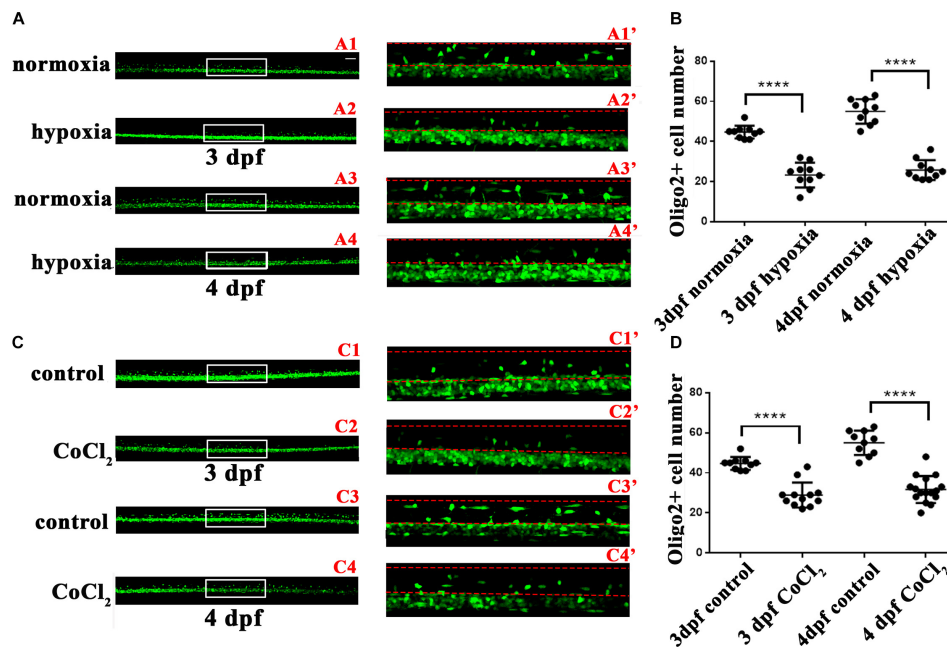 A
normoxia
A1
A1'
hypoxia
A2
A2'
3 dpf
normoxia
A3
A3'
hypoxia
A4
A4'
4 dpf
B
Oligo2+ cell number
80
60
40
20
0
****
****
3dpf normoxia
3 dpf hypoxia
4dpf normoxia
4 dpf hypoxia
C
control
C1
C1'
CoCl₂
C2
C2'
3 dpf
control
C3
C3'
CoCl₂
C4
C4'
4 dpf
D
Oligo2+ cell number
80
60
40
20
0
****
****
3dpf control
3 dpf CoCl₂
4dpf control
4 dpf CoCl₂